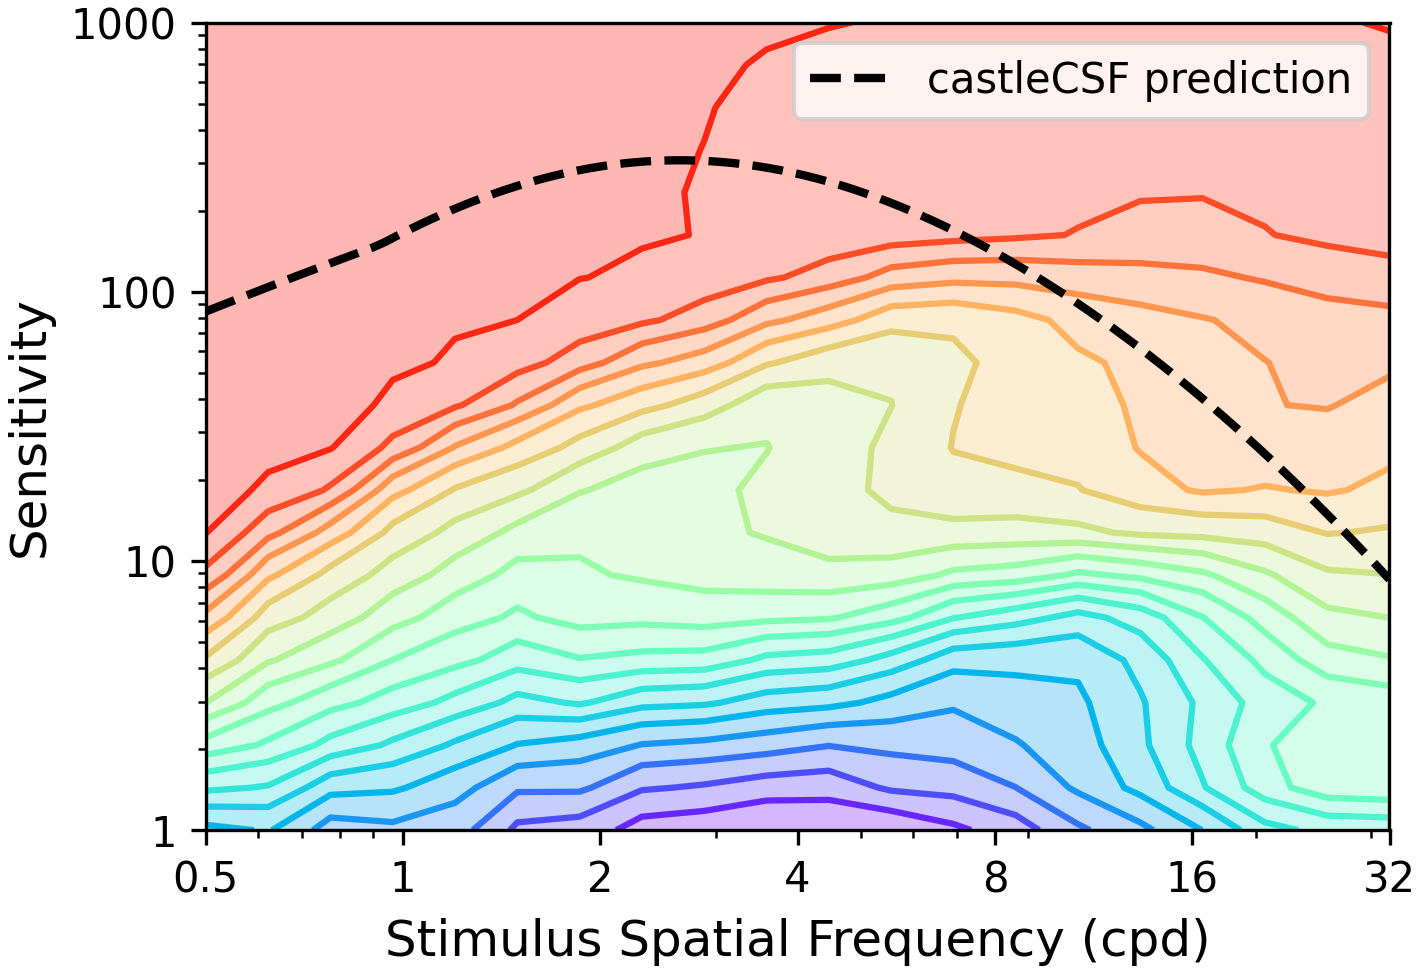 1000
castleCSF prediction
100
Sensitivity
10
1
0.5 1 2 4 8 16 32
Stimulus Spatial Frequency (cpd)